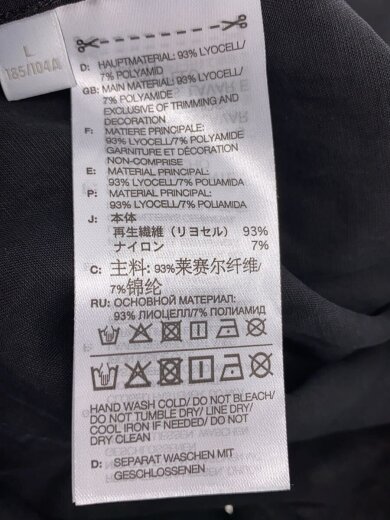 L
185/104A
D: HAUPTMATERIAL: 93% LYOCELL/
7% POLYAMID
GB: MAIN MATERIAL: 93% LYOCELL/
7% POLYAMIDE
EXCLUSIVE OF TRIMMING AND
DECORATION
F: MATIERE PRINCIPALE:
93% LYOCELL/7% POLYAMIDE
GARNITURE ET DÉCORATION
NON-COMPRISE
E: MATERIAL PRINCIPAL:
93% LYOCELL/7% POLIAMIDA
P: MATERIAL PRINCIPAL:
93% LYOCELL/7% POLIAMIDA
J: 本体
再生繊維（リヨセル） 93%
ナイロン 7%
C: 主料: 93%莱赛尔纤维/
7%锦纶
RU: ОСНОВНОЙ МАТЕРИАЛ:
93% ЛИОЦЕЛЛ/7% ПОЛИАМИД
HAND WASH COLD/ DO NOT BLEACH/
DO NOT TUMBLE DRY/ LINE DRY/
COOL IRON IF NEEDED/ DO NOT
DRY CLEAN
D: SEPARAT WASCHEN MIT
GESCHLOSSENEN